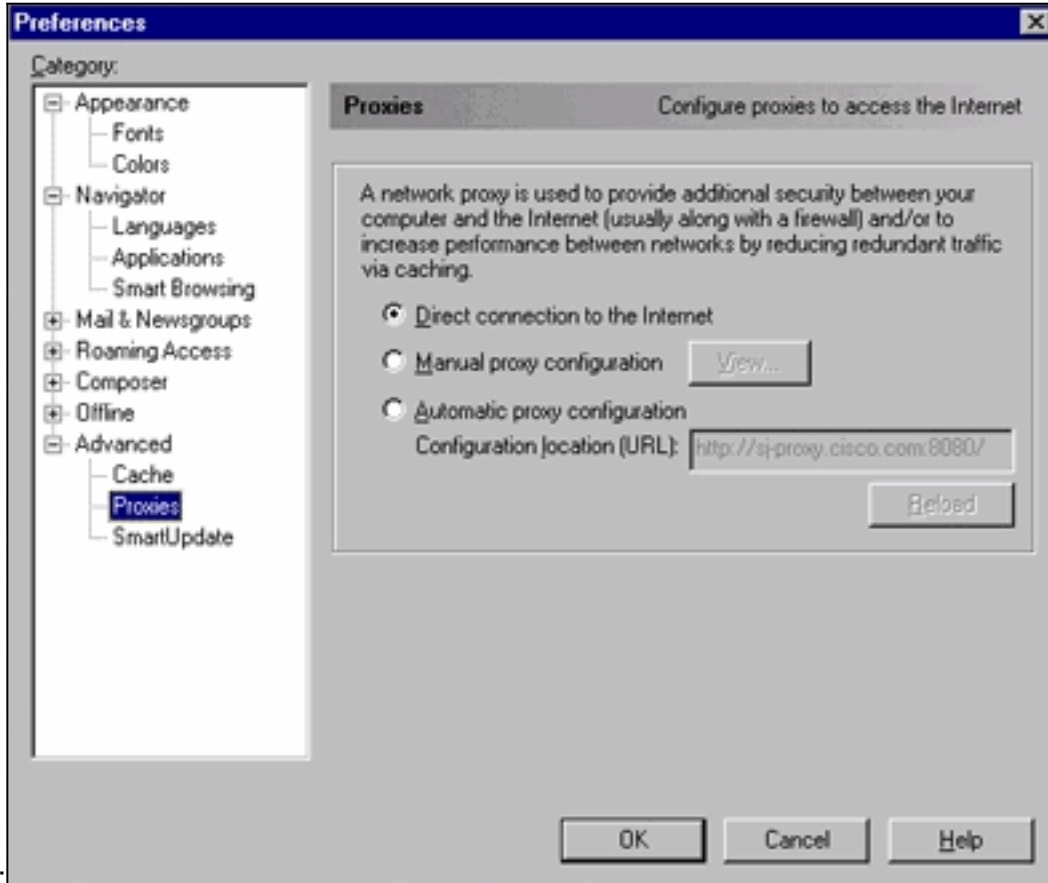 Preferences
Category:
Appearance
Fonts
Colors
Navigator
Languages
Applications
Smart Browsing
Mail & Newsgroups
Roaming Access
Composer
Offline
Advanced
Cache
Proxies
SmartUpdate
Proxies Configure proxies to access the Internet
A network proxy is used to provide additional security between your
computer and the Internet (usually along with a firewall) and/or to
increase performance between networks by reducing redundant traffic
via caching.
Direct connection to the Internet
Manual proxy configuration View...
Automatic proxy configuration
Configuration location (URL): http://sj-proxy.cisco.com:8080/
Reload
OK Cancel Help